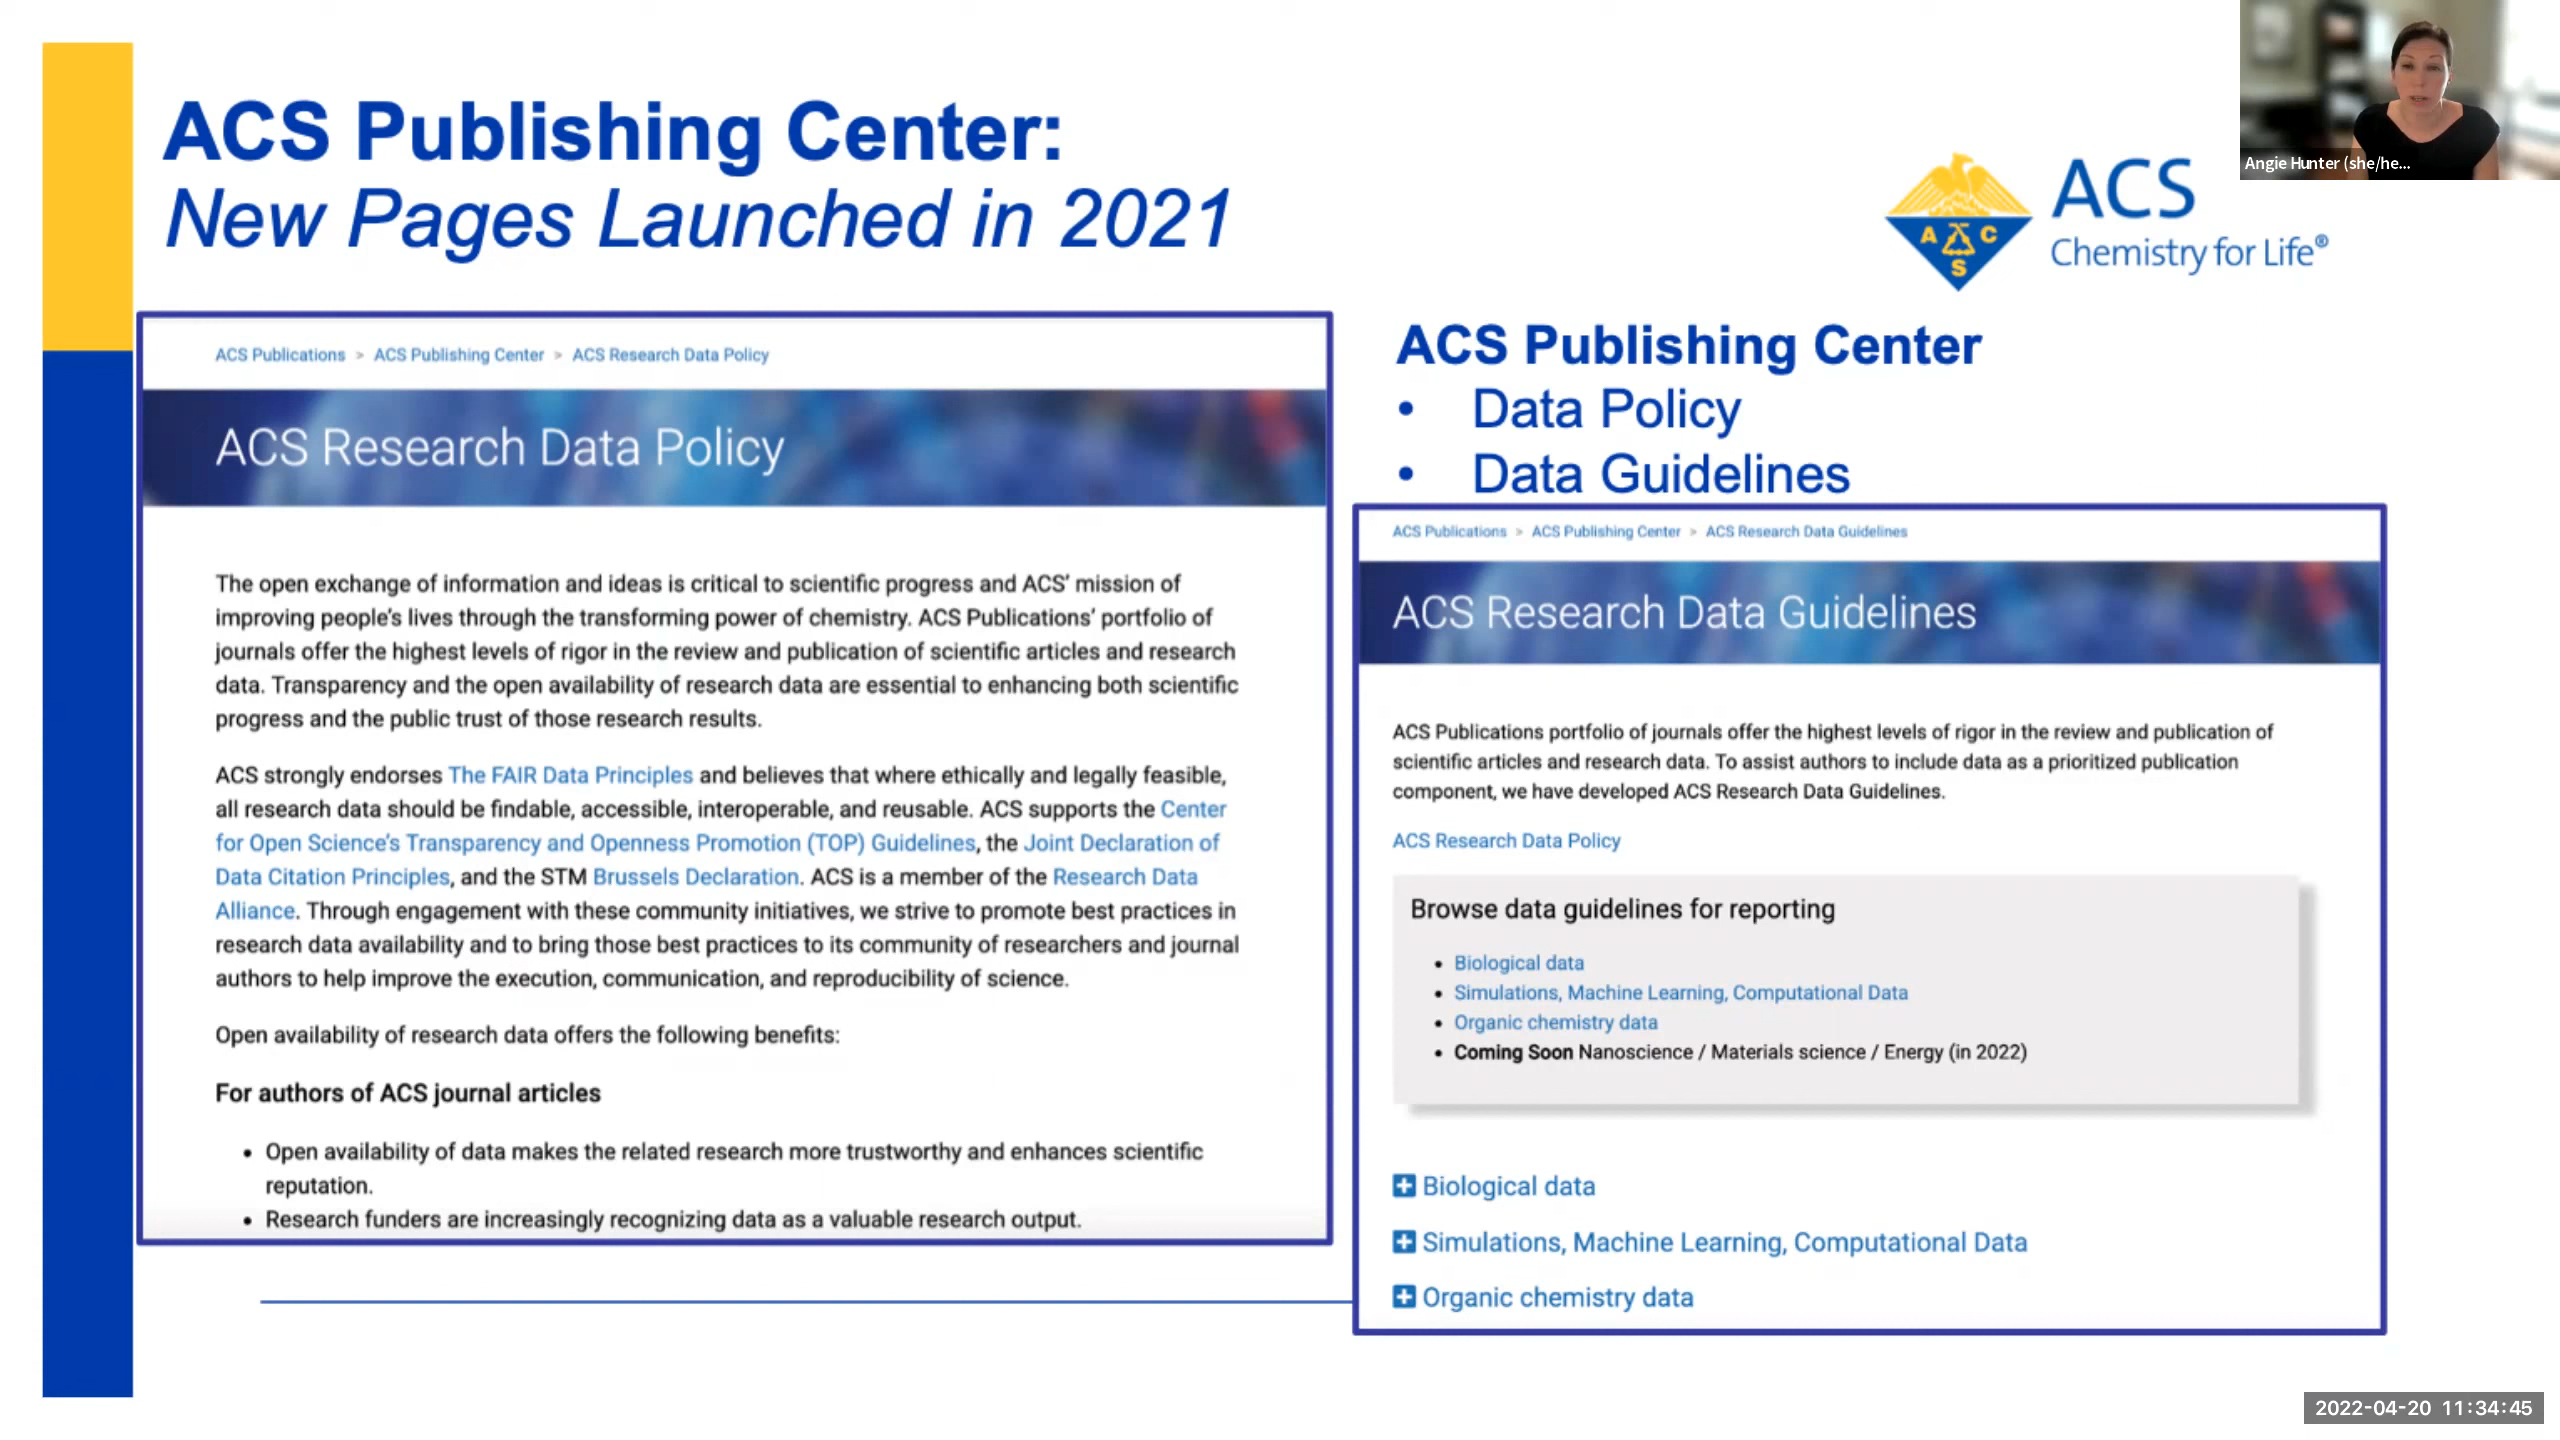 ACS Publishing Center:
New Pages Launched in 2021
Angie Hunter (she/he...
ACS
Chemistry for Life®
A C S
ACS Publications > ACS Publishing Center > ACS Research Data Policy
ACS Research Data Policy
The open exchange of information and ideas is critical to scientific progress and ACS' mission of
improving people's lives through the transforming power of chemistry. ACS Publications' portfolio of
journals offer the highest levels of rigor in the review and publication of scientific articles and research
data. Transparency and the open availability of research data are essential to enhancing both scientific
progress and the public trust of those research results.
ACS strongly endorses The FAIR Data Principles and believes that where ethically and legally feasible,
all research data should be findable, accessible, interoperable, and reusable. ACS supports the Center
for Open Science's Transparency and Openness Promotion (TOP) Guidelines, the Joint Declaration of
Data Citation Principles, and the STM Brussels Declaration. ACS is a member of the Research Data
Alliance. Through engagement with these community initiatives, we strive to promote best practices in
research data availability and to bring those best practices to its community of researchers and journal
authors to help improve the execution, communication, and reproducibility of science.
Open availability of research data offers the following benefits:
For authors of ACS journal articles
• Open availability of data makes the related research more trustworthy and enhances scientific
reputation.
• Research funders are increasingly recognizing data as a valuable research output.
ACS Publishing Center
• Data Policy
• Data Guidelines
ACS Publications > ACS Publishing Center > ACS Research Data Guidelines
ACS Research Data Guidelines
ACS Publications portfolio of journals offer the highest levels of rigor in the review and publication of
scientific articles and research data. To assist authors to include data as a prioritized publication
component, we have developed ACS Research Data Guidelines.
ACS Research Data Policy
Browse data guidelines for reporting
• Biological data
• Simulations, Machine Learning, Computational Data
• Organic chemistry data
• Coming Soon Nanoscience / Materials science / Energy (in 2022)
Biological data
Simulations, Machine Learning, Computational Data
Organic chemistry data
2022-04-20 11:34:45